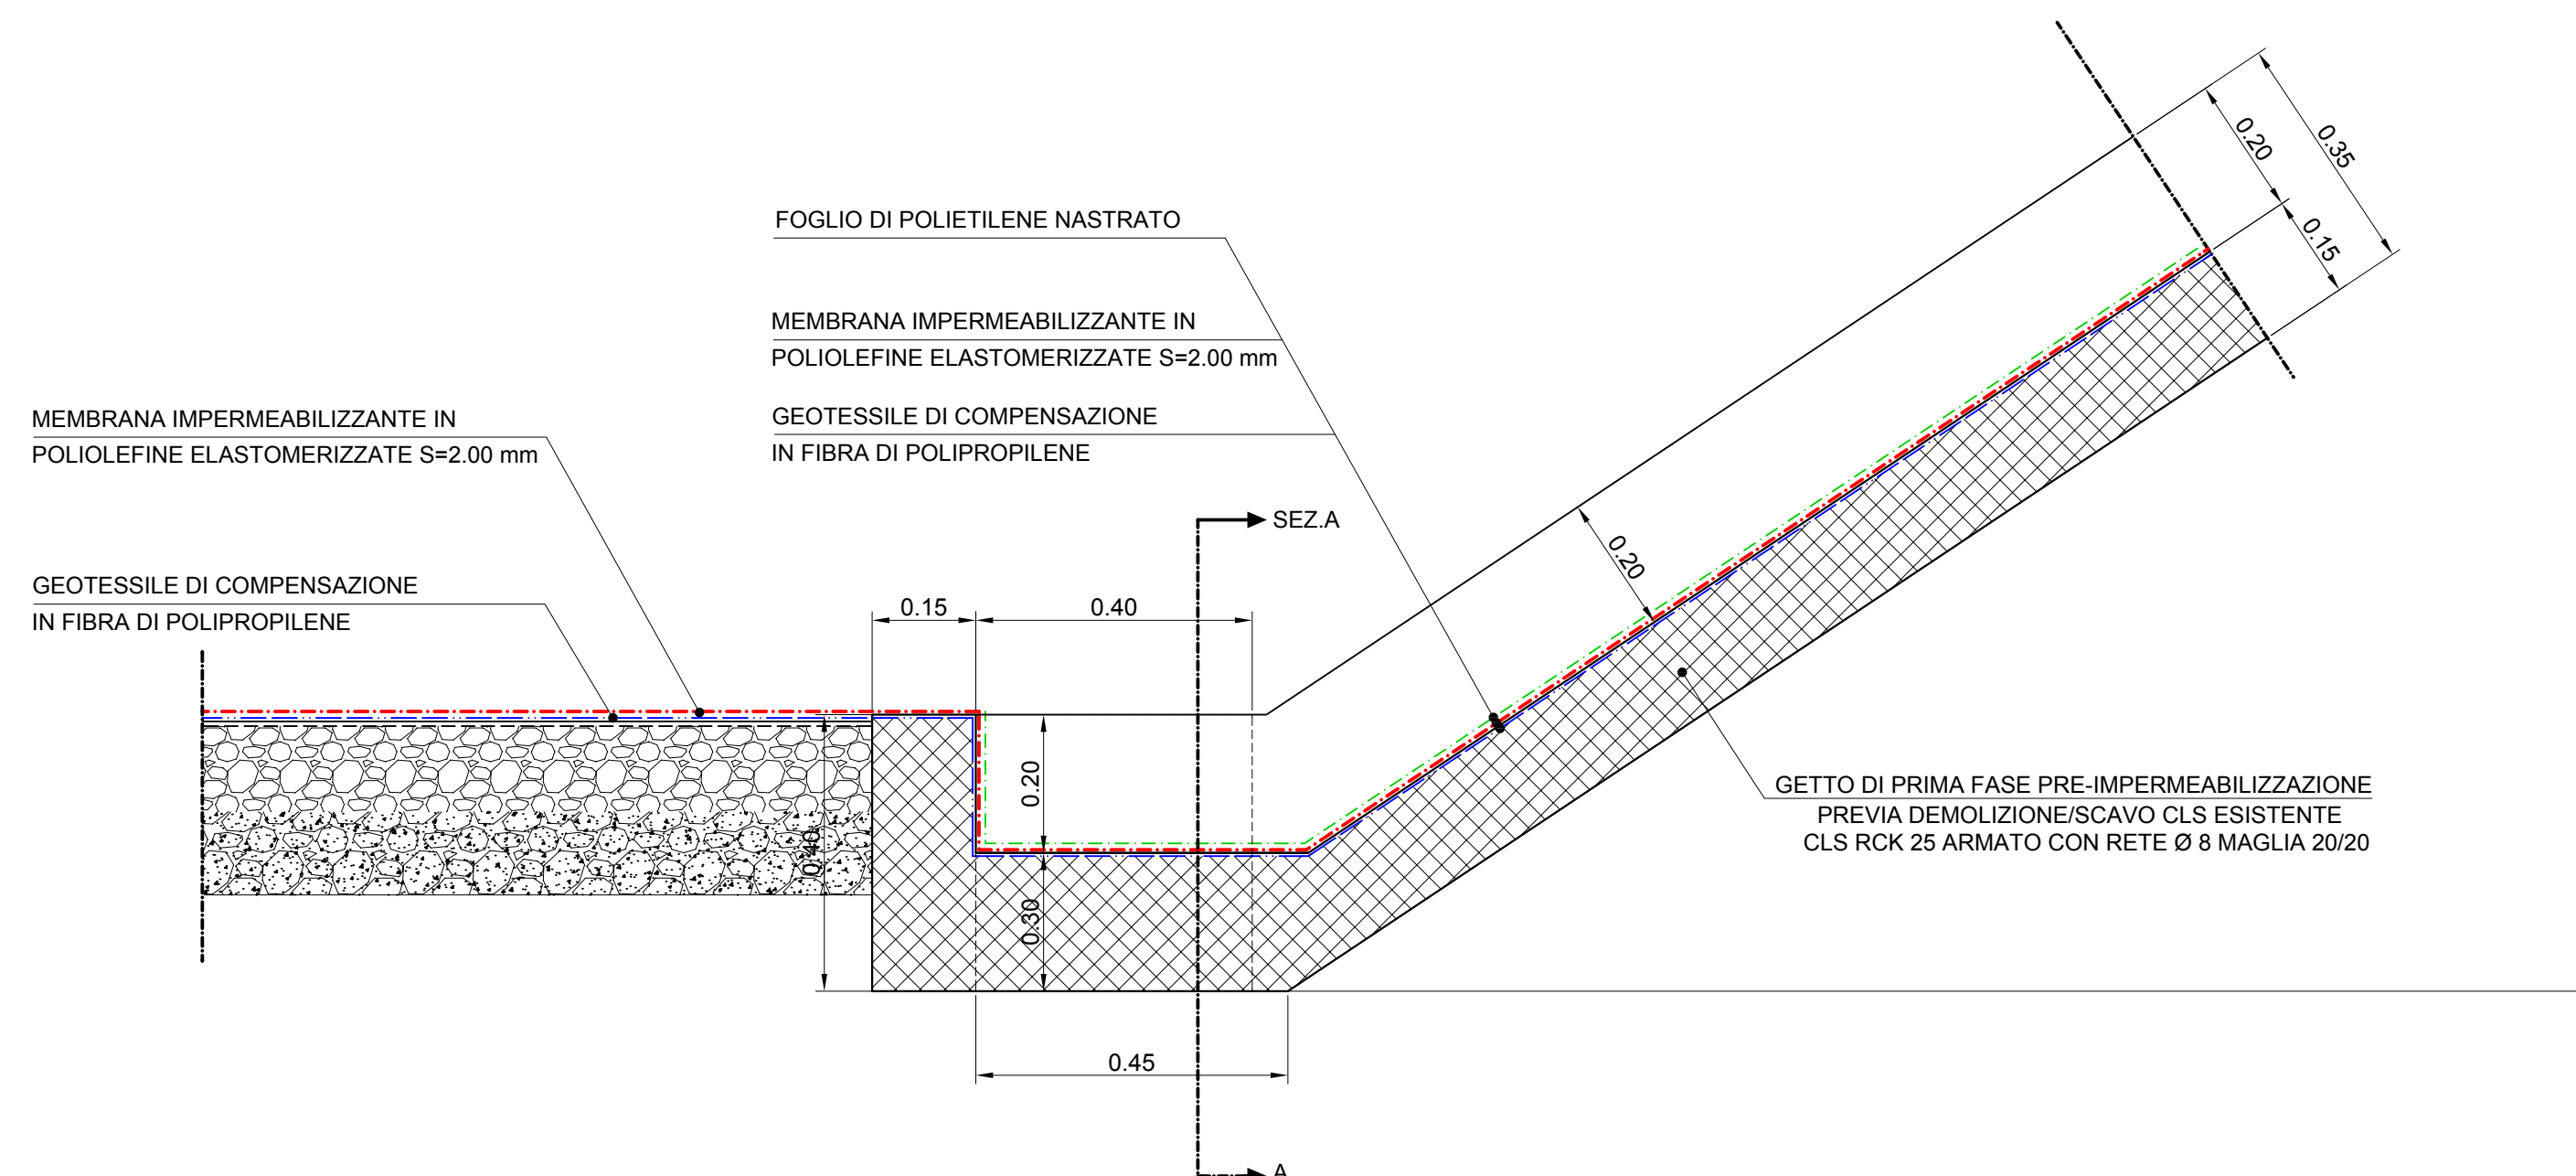 FOGLIO DI POLIETILENE NASTRATO
MEMBRANA IMPERMEABILIZZANTE IN
POLIOLEFINE ELASTOMERIZZATE S=2.00 mm
GEOTESSILE DI COMPENSAZIONE
IN FIBRA DI POLIPROPILENE
MEMBRANA IMPERMEABILIZZANTE IN
POLIOLEFINE ELASTOMERIZZATE S=2.00 mm
GEOTESSILE DI COMPENSAZIONE
IN FIBRA DI POLIPROPILENE
0.20
0.35
0.15
SEZ.A
0.20
0.15
0.40
0.20
0.40
0.30
GETTO DI PRIMA FASE PRE-IMPERMEABILIZZAZIONE
PREVIA DEMOLIZIONE/SCAVO CLS ESISTENTE
CLS RCK 25 ARMATO CON RETE Ø 8 MAGLIA 20/20
0.45
A